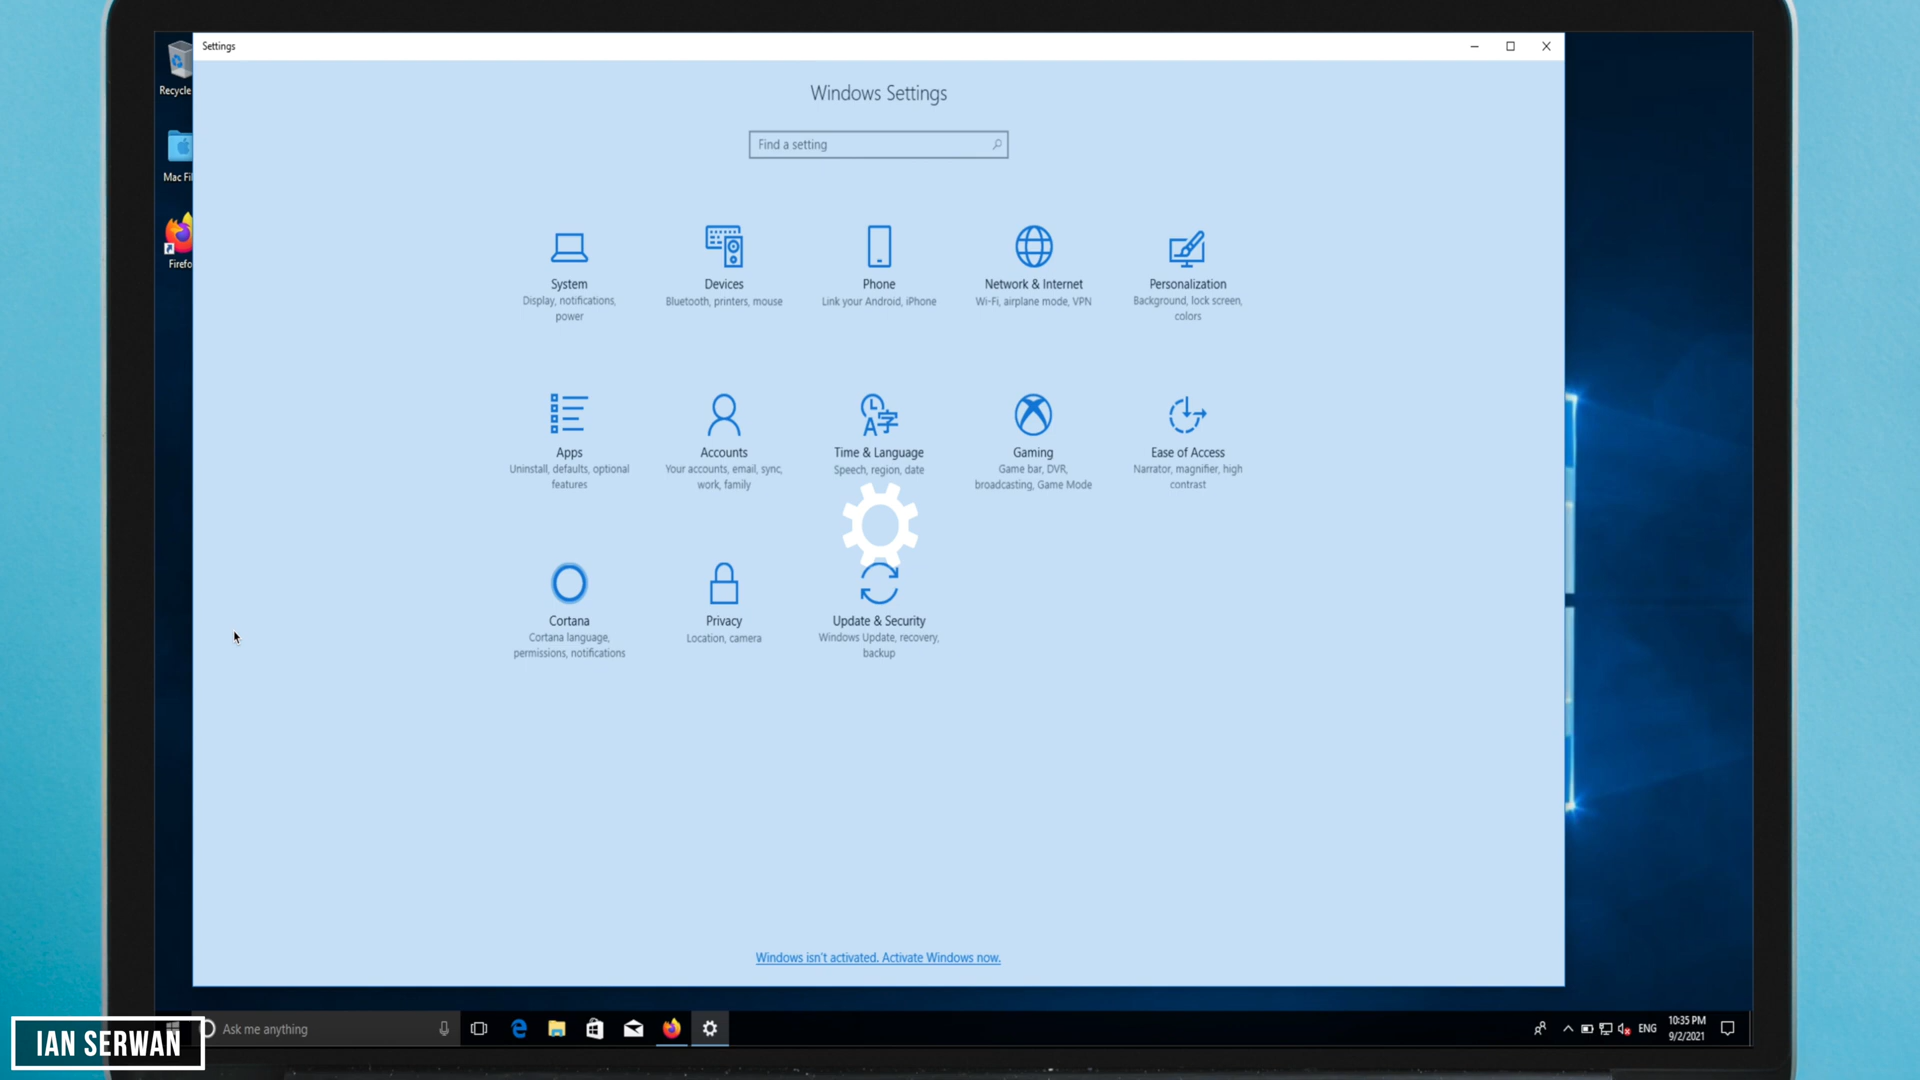 Settings
Recycle
Mac Fil
Firefo
Windows Settings
Find a setting
System
Display, notifications,
power
Devices
Bluetooth, printers, mouse
Phone
Link your Android, iPhone
Network & Internet
Wi-Fi, airplane mode, VPN
Personalization
Background, lock screen,
colors
Apps
Uninstall, defaults, optional
features
Accounts
Your accounts, email, sync,
work, family
Time & Language
Speech, region, date
Gaming
Game bar, DVR,
broadcasting, Game Mode
Ease of Access
Narrator, magnifier, high
contrast
Cortana
Cortana language,
permissions, notifications
Privacy
Location, camera
Update & Security
Windows Update, recovery,
backup
Windows isn't activated. Activate Windows now.
Ask me anything
ENG
10:35 PM
9/2/2021
IAN SERWAN